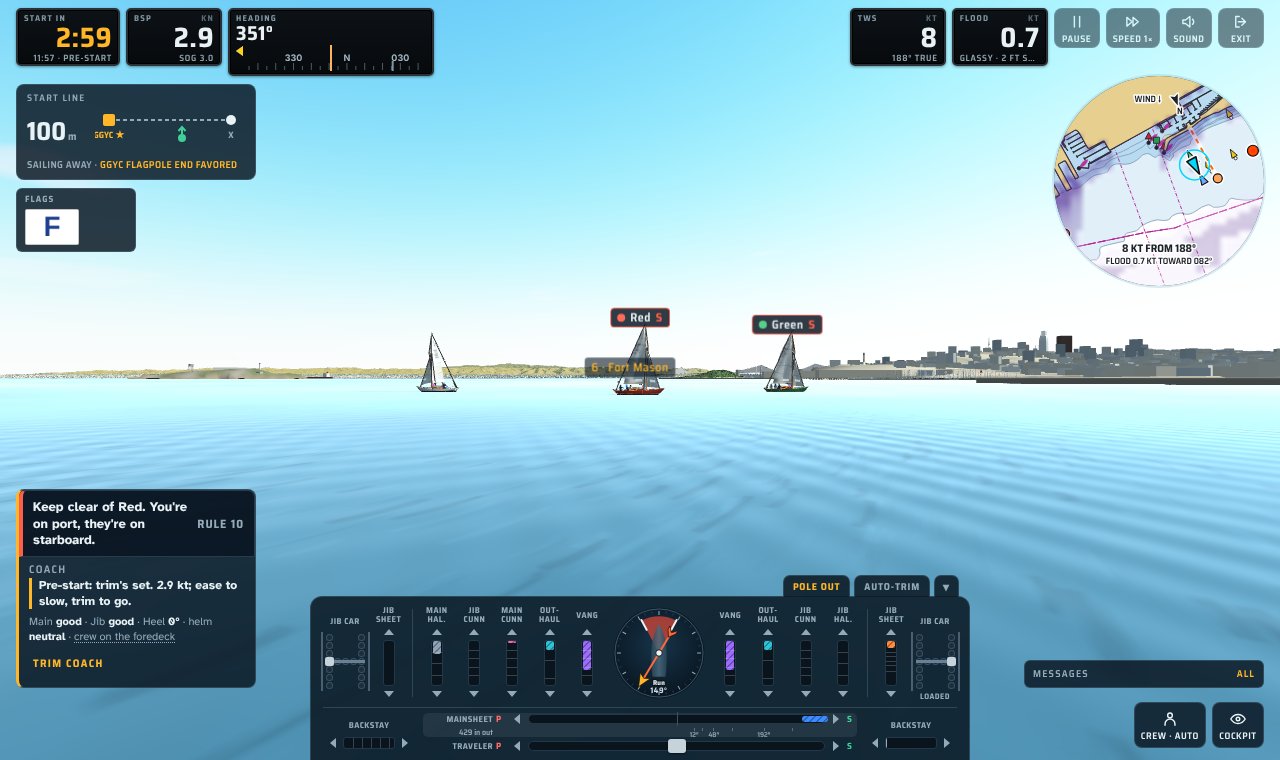 START IN
2:59
11:57 · PRE-START
BSP KN
2.9
SOG 3.0
HEADING
351°
330 N 030
TWS KT
8
188° TRUE
FLOOD KT
0.7
GLASSY · 2 FT S...
PAUSE
SPEED 1×
SOUND
EXIT
START LINE
100 m
GGYC ★ X
SAILING AWAY · GGYC FLAGPOLE END FAVORED
FLAGS
F
WIND
N
8 KT FROM 188°
FLOOD 0.7 KT TOWARD 082°
Red S
Green S
6 · Fort Mason
Keep clear of Red. You're on port, they're on starboard.
RULE 10
COACH
Pre-start: trim's set. 2.9 kt; ease to slow, trim to go.
Main good · Jib good · Heel 0° · helm neutral · crew on the foredeck
TRIM COACH
POLE OUT
AUTO-TRIM
JIB CAR
JIB SHEET
MAIN HAL.
JIB CUNN
MAIN CUNN
OUT-HAUL
VANG
Run
149°
VANG
OUT-HAUL
JIB CUNN
JIB HAL.
JIB SHEET
JIB CAR
LOADED
BACKSTAY
MAINSHEET P S
429 in out
12° 48° 192°
TRAVELER P S
BACKSTAY
MESSAGES ALL
CREW · AUTO
COCKPIT